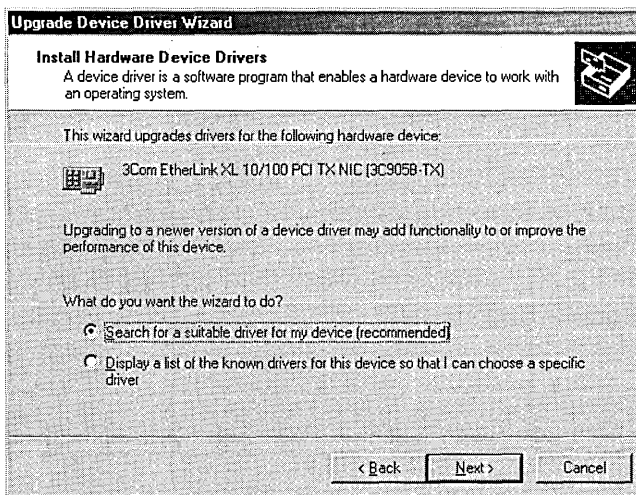 Upgrade Device Driver Wizard
Install Hardware Device Drivers
A device driver is a software program that enables a hardware device to work with
an operating system.
This wizard upgrades drivers for the following hardware device:
3Com EtherLink XL 10/100 PCI TX NIC (3C905B-TX)
Upgrading to a newer version of a device driver may add functionality to or improve the
performance of this device.
What do you want the wizard to do?
Search for a suitable driver for my device (recommended)
Display a list of the known drivers for this device so that I can choose a specific
driver
< Back Next > Cancel